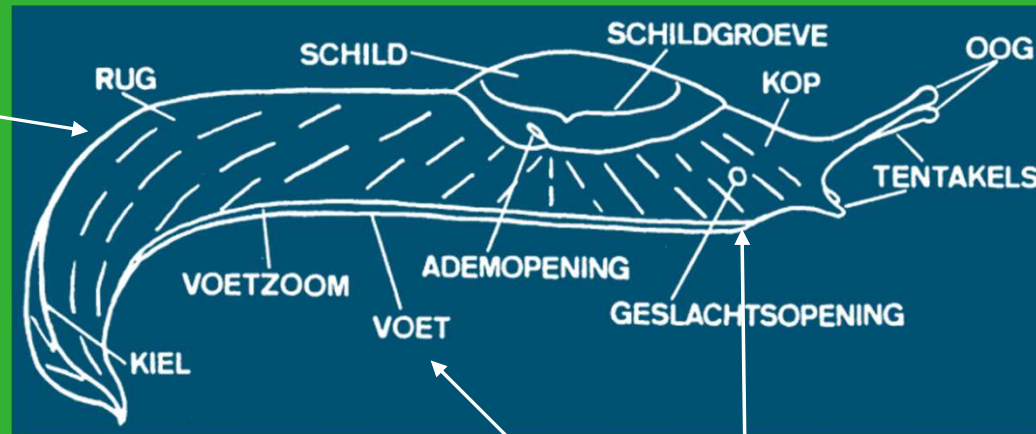 SCHILD
SCHILDGROEVE
OOG
RUG
KOP
TENTAKELS
ADEMOPENING
VOETZOOM
GESLACHTSOPENING
VOET
KIEL